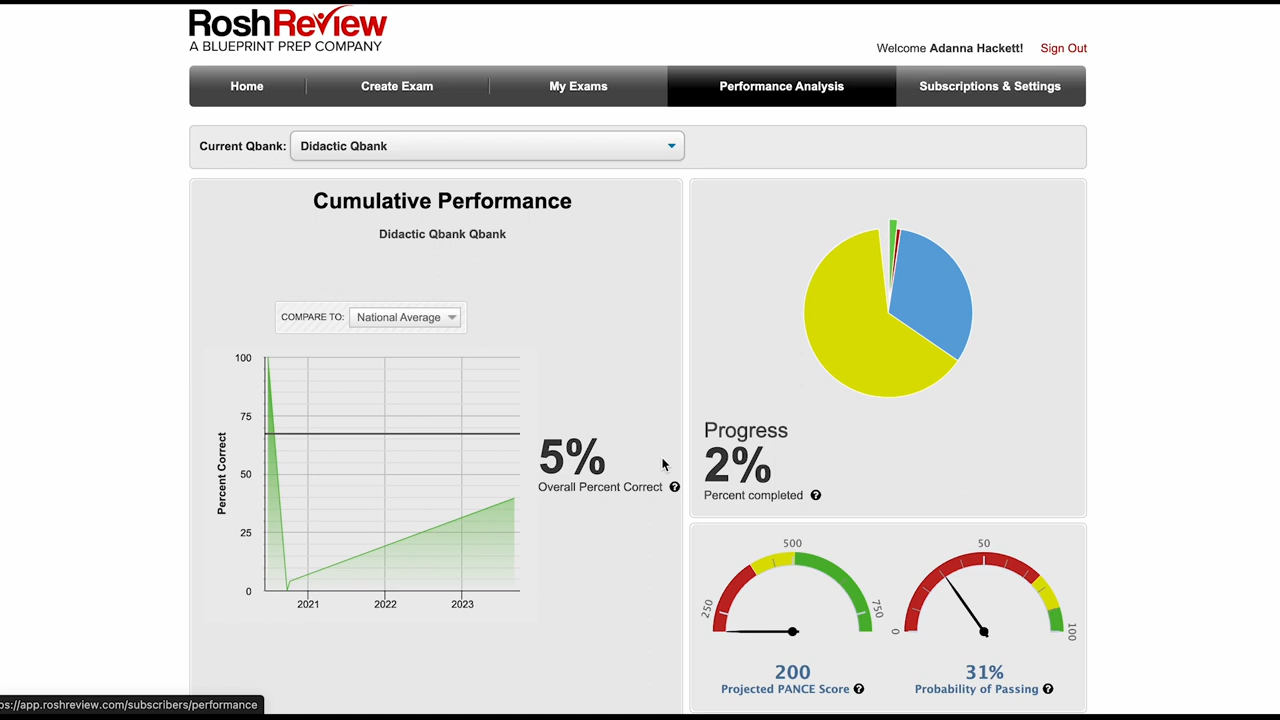 RoshReview
A BLUEPRINT PREP COMPANY
Welcome Adanna Hackett! Sign Out
Home Create Exam My Exams Performance Analysis Subscriptions & Settings
Current Qbank: Didactic Qbank
Cumulative Performance
Didactic Qbank Qbank
COMPARE TO: National Average
100
75
50
25
0
Percent Correct
2021 2022 2023
5%
Overall Percent Correct ?
Progress
2%
Percent completed ?
250 500 750
200
Projected PANCE Score ?
0 50 100
31%
Probability of Passing ?
ps://app.roshreview.com/subscribers/performance